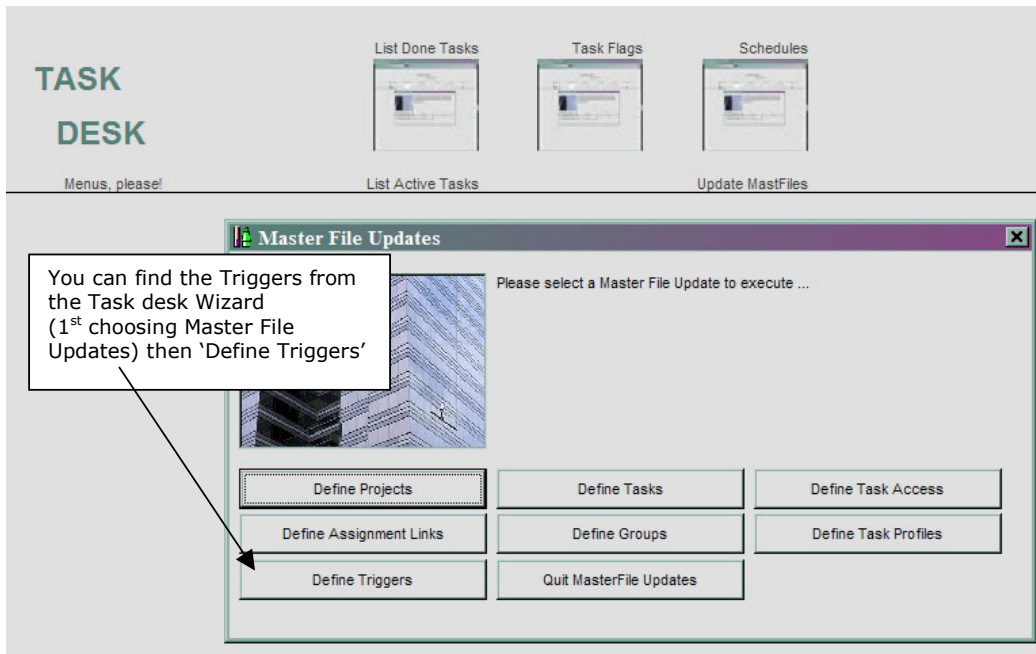 List Done Tasks
Task Flags
Schedules
TASK
DESK
Menus, please!
List Active Tasks
Update MastFiles
Master File Updates
You can find the Triggers from
the Task desk Wizard
(1st choosing Master File
Updates) then ‘Define Triggers’
Please select a Master File Update to execute ...
Define Projects
Define Tasks
Define Task Access
Define Assignment Links
Define Groups
Define Task Profiles
Define Triggers
Quit MasterFile Updates